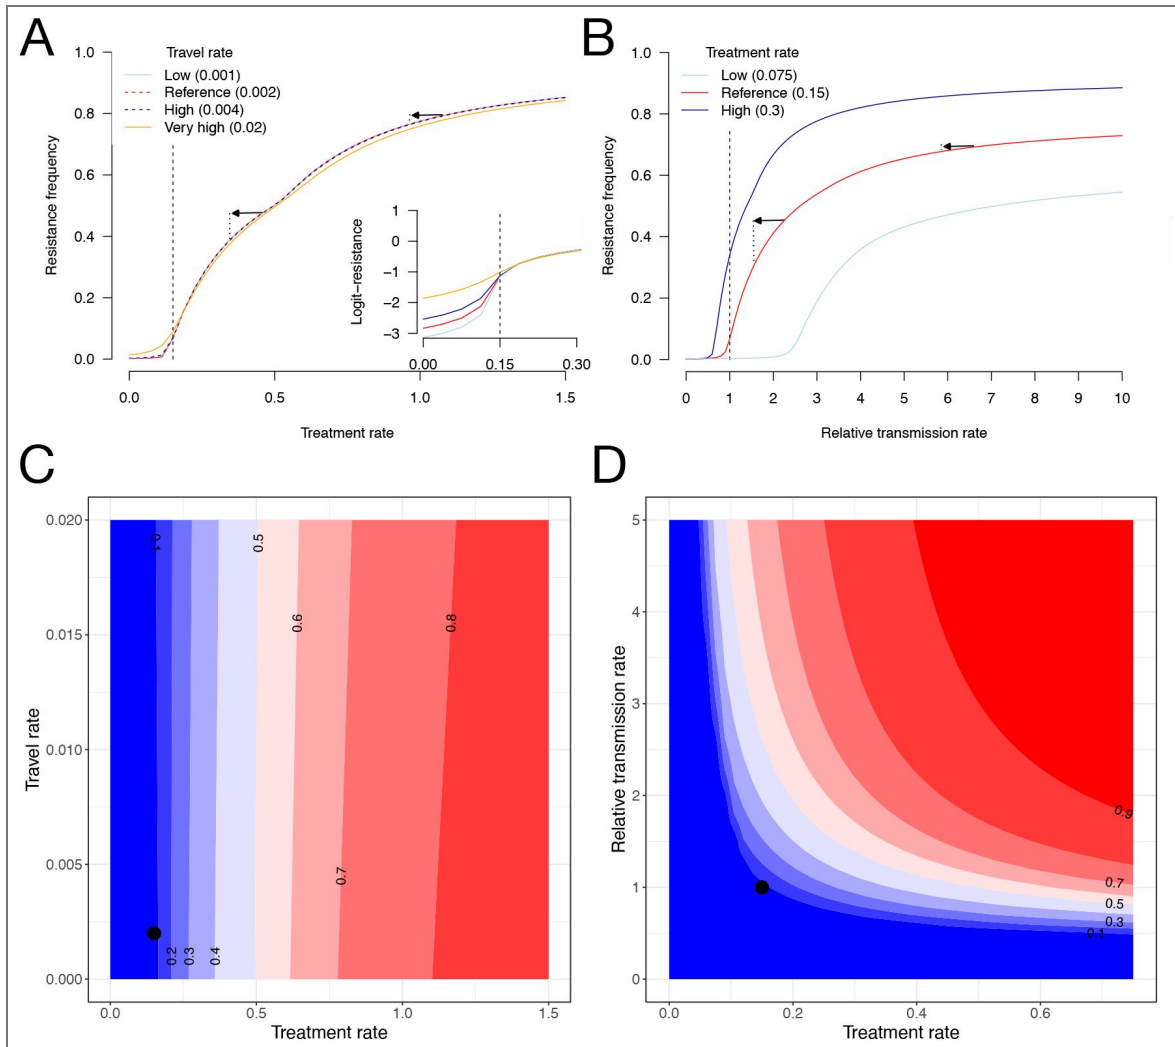 A
Travel rate
Low (0.001)
Reference (0.002)
High (0.004)
Very high (0.02)
Resistance frequency
1.0
0.8
0.6
0.4
0.2
0.0
0.0
0.5
1.0
1.5
Treatment rate
Logit−resistance
1
0
−1
−2
−3
0.00
0.15
0.30
B
Treatment rate
Low (0.075)
Reference (0.15)
High (0.3)
Resistance frequency
1.0
0.8
0.6
0.4
0.2
0.0
0 1 2 3 4 5 6 7 8 9 10
Relative transmission rate
C
Travel rate
0.020
0.015
0.010
0.005
0.000
0.1
0.2
0.3
0.4
0.5
0.6
0.7
0.8
0.0
0.5
1.0
1.5
Treatment rate
D
Relative transmission rate
5
4
3
2
1
0
0.9
0.7
0.5
0.3
0.1
0.0
0.2
0.4
0.6
Treatment rate